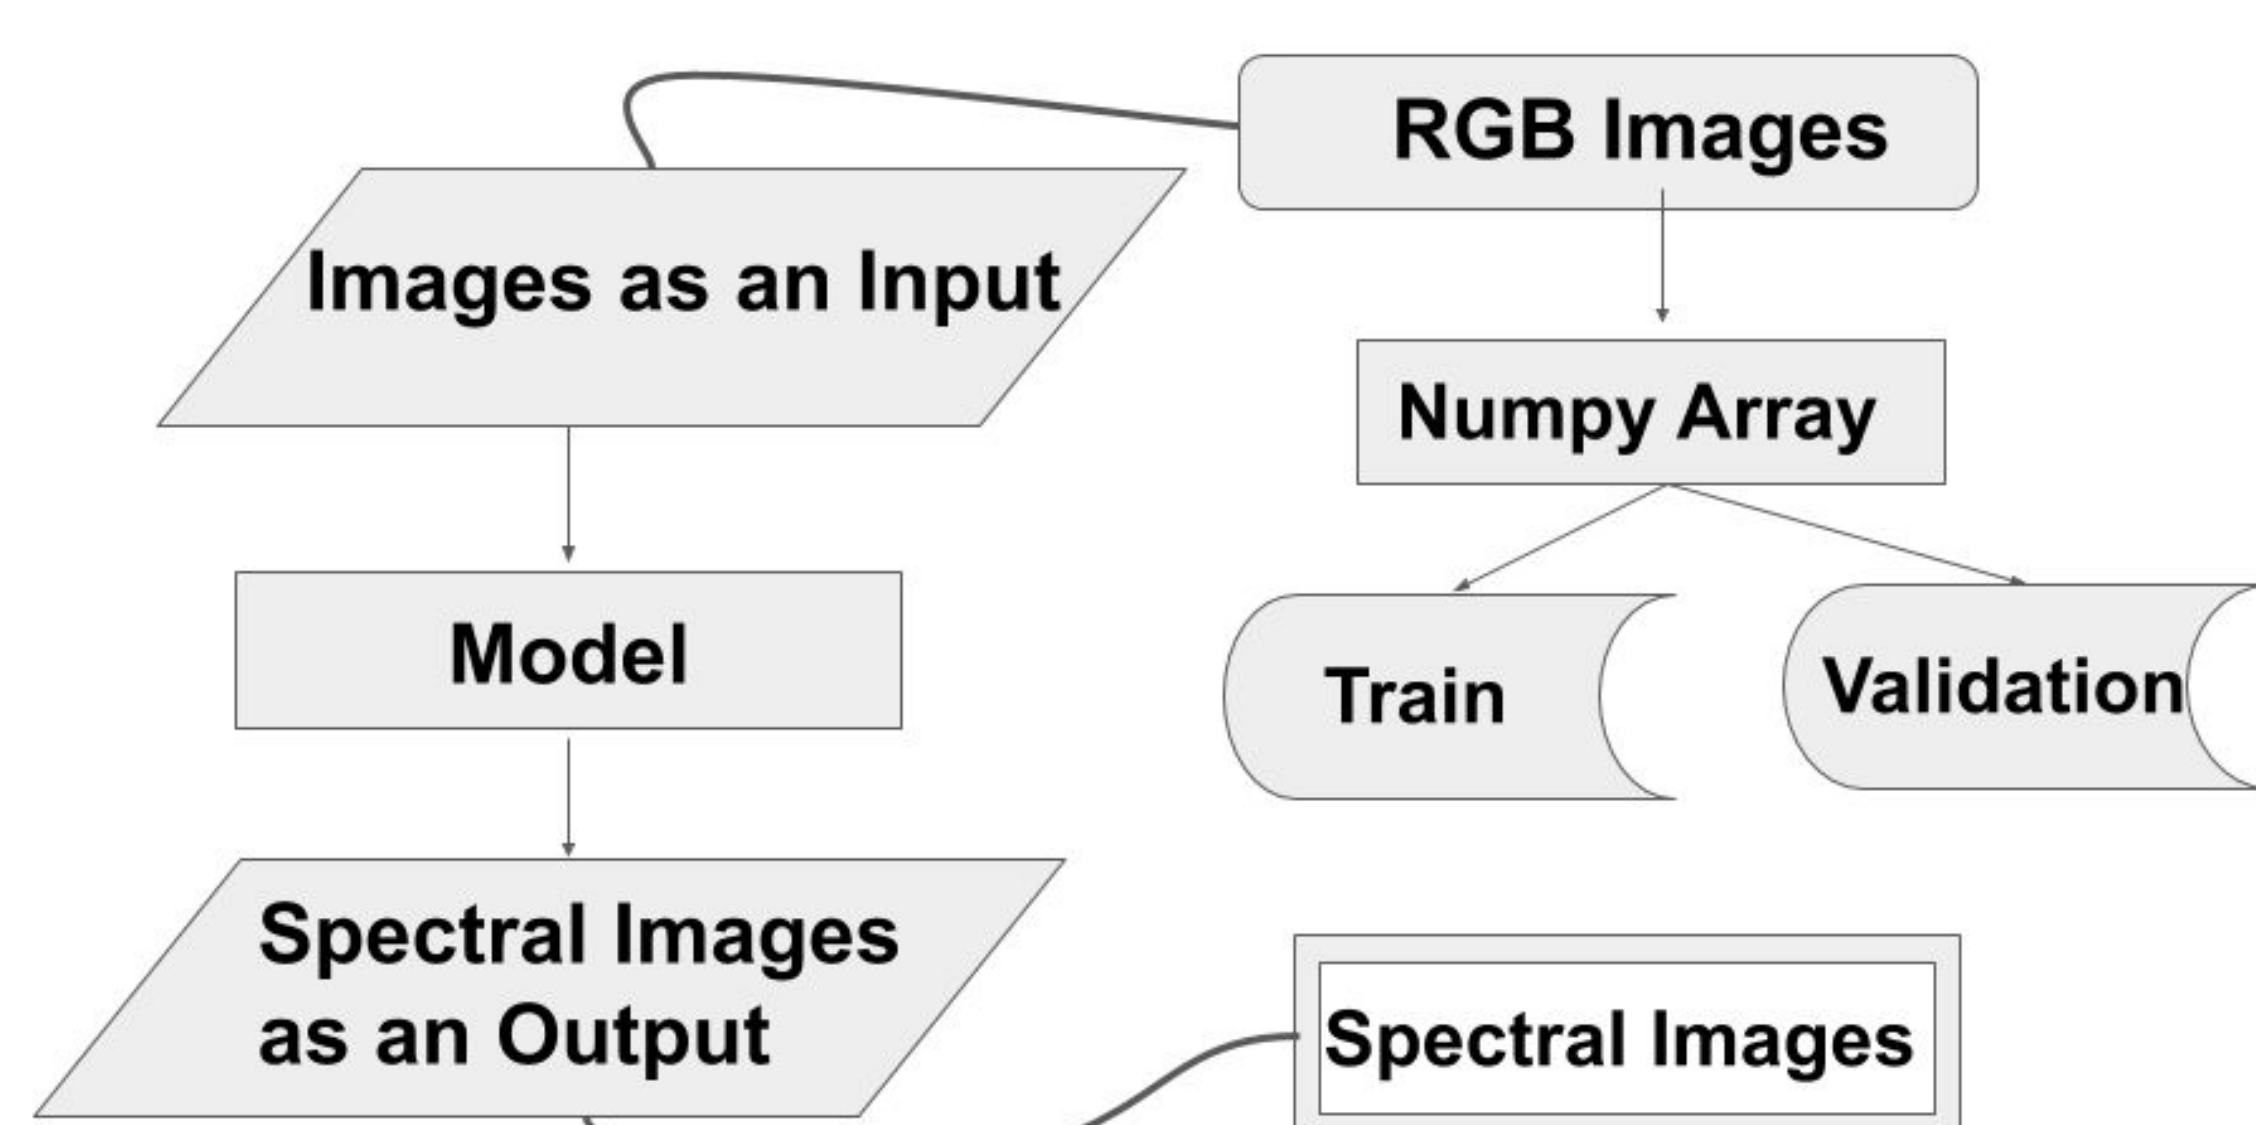 RGB Images
Images as an Input
Numpy Array
Model
Train
Validation
Spectral Images
as an Output
Spectral Images